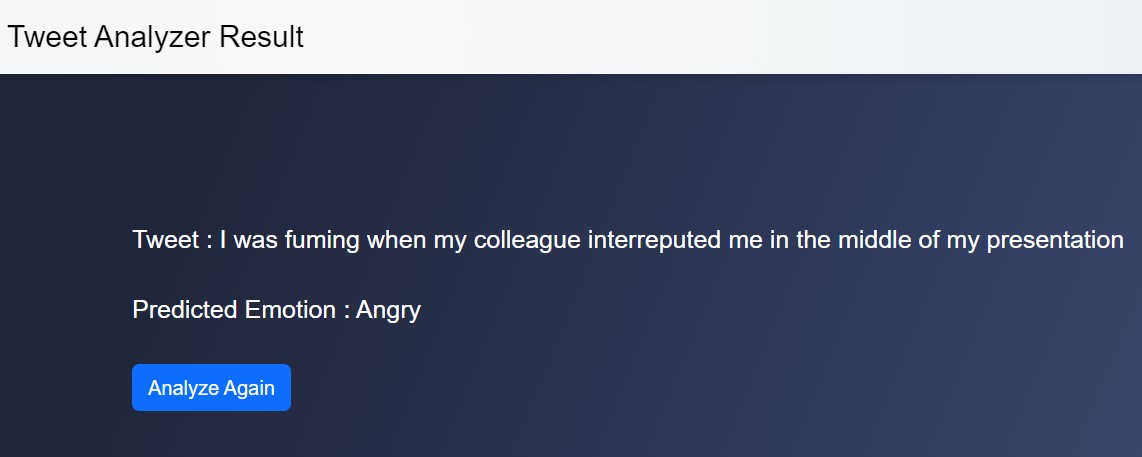 Tweet Analyzer Result
Tweet : I was fuming when my colleague interreputed me in the middle of my presentation
Predicted Emotion : Angry
Analyze Again